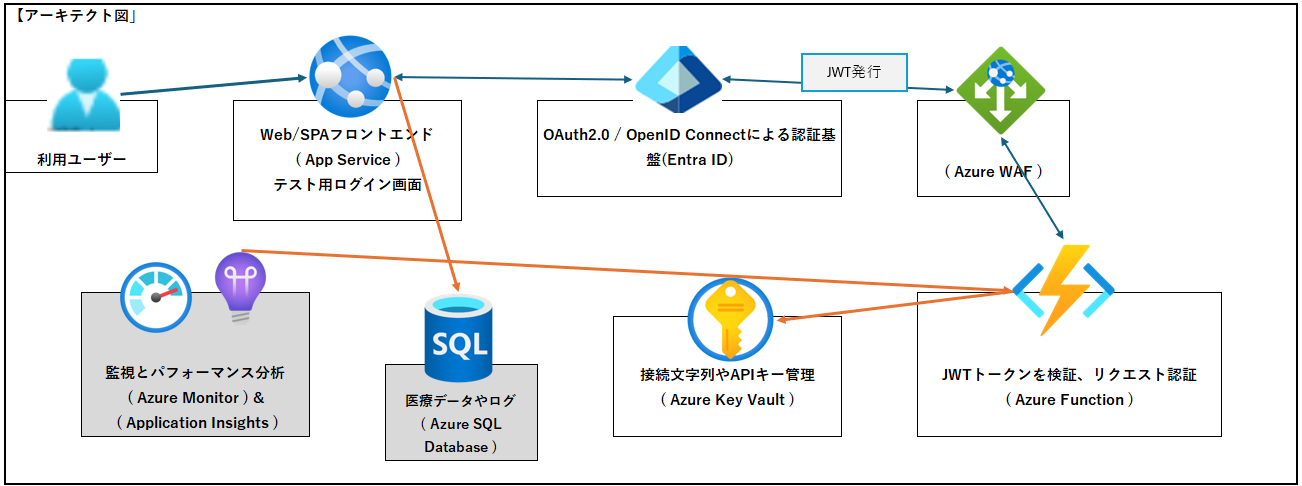 【アーキテクト図」
JWT発行
利用ユーザー
Web/SPAフロントエンド
( App Service )
テスト用ログイン画面
OAuth2.0 / OpenID Connectによる認証基
盤(Entra ID)
( Azure WAF )
監視とパフォーマンス分析
( Azure Monitor ) &
( Application Insights )
SQL
医療データやログ
( Azure SQL
Database )
接続文字列やAPIキー管理
( Azure Key Vault )
JWTトークンを検証、リクエスト認証
( Azure Function )